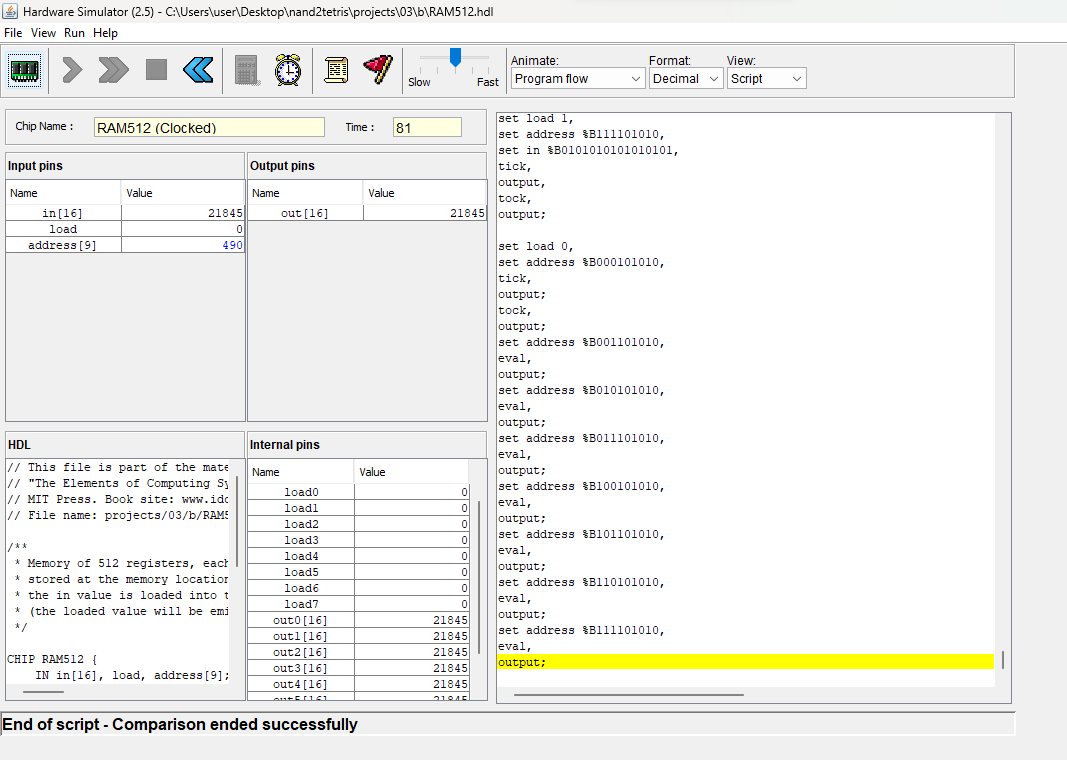 Hardware Simulator (2.5) - C:\Users\user\Desktop\nand2tetris\projects\03\b\RAM512.hdl
File View Run Help
Slow Fast
Animate: Format: View:
Program flow Decimal Script
Chip Name : RAM512 (Clocked) Time : 81
Input pins
Name Value
in[16] 21845
load 0
address[9] 490
Output pins
Name Value
out[16] 21845
HDL
// This file is part of the mate
// "The Elements of Computing Sy
// MIT Press. Book site: www.idc
// File name: projects/03/b/RAM5
/**
* Memory of 512 registers, each
* stored at the memory location
* the in value is loaded into t
* (the loaded value will be emi
*/
CHIP RAM512 {
IN in[16], load, address[9];
Internal pins
Name Value
load0 0
load1 0
load2 0
load3 0
load4 0
load5 0
load6 0
load7 0
out0[16] 21845
out1[16] 21845
out2[16] 21845
out3[16] 21845
out4[16] 21845
set load 1,
set address %B111101010,
set in %B0101010101010101,
tick,
output,
tock,
output;
set load 0,
set address %B000101010,
tick,
output;
tock,
output;
set address %B001101010,
eval,
output;
set address %B010101010,
eval,
output;
set address %B011101010,
eval,
output;
set address %B100101010,
eval,
output;
set address %B101101010,
eval,
output;
set address %B110101010,
eval,
output;
set address %B111101010,
eval,
output;
End of script - Comparison ended successfully